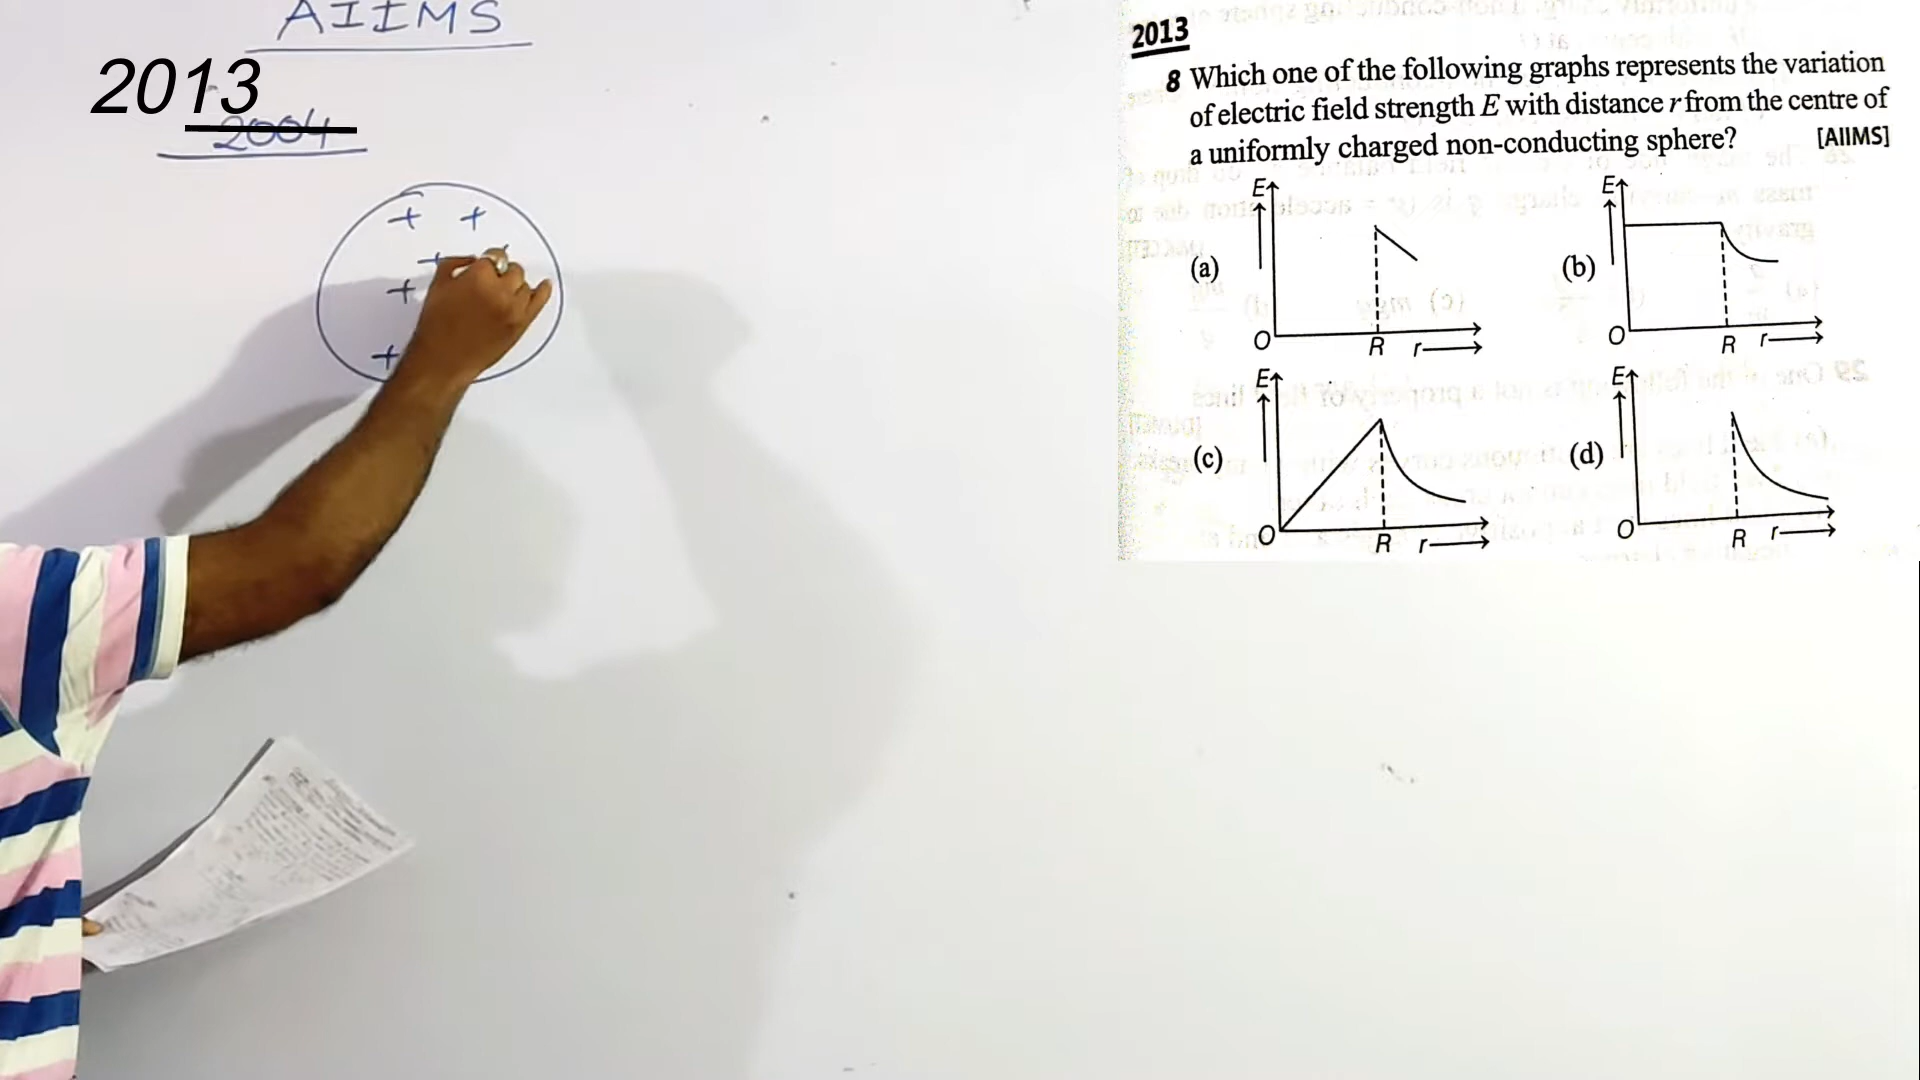 AIIMS
2013
2004
+ +
+
+
+
2013
8 Which one of the following graphs represents the variation
of electric field strength E with distance r from the centre of
a uniformly charged non-conducting sphere? [AIIMS]
(a) E O R r
(b) E O R r
(c) E O R r
(d) E O R r